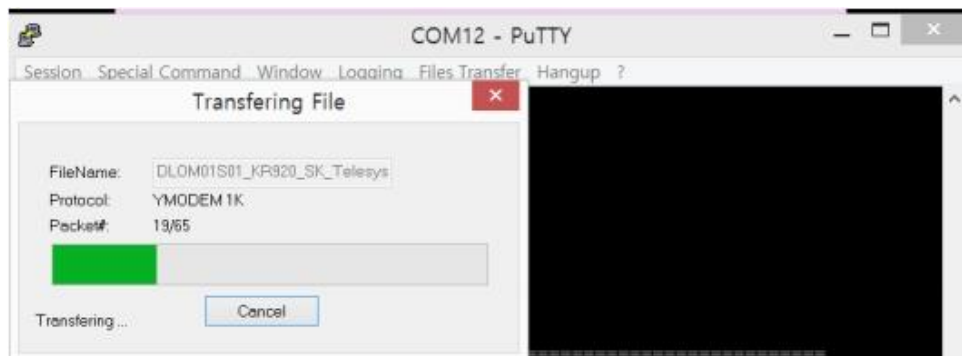 COM12 - PuTTY
Session Special Command Window Logging Files Transfer Hangup ?
Transfering File
FileName: DLOM01S01_KR920_SK_Telesys
Protocol: YMODEM 1K
Packet#: 19/65
Cancel
Transfering ...